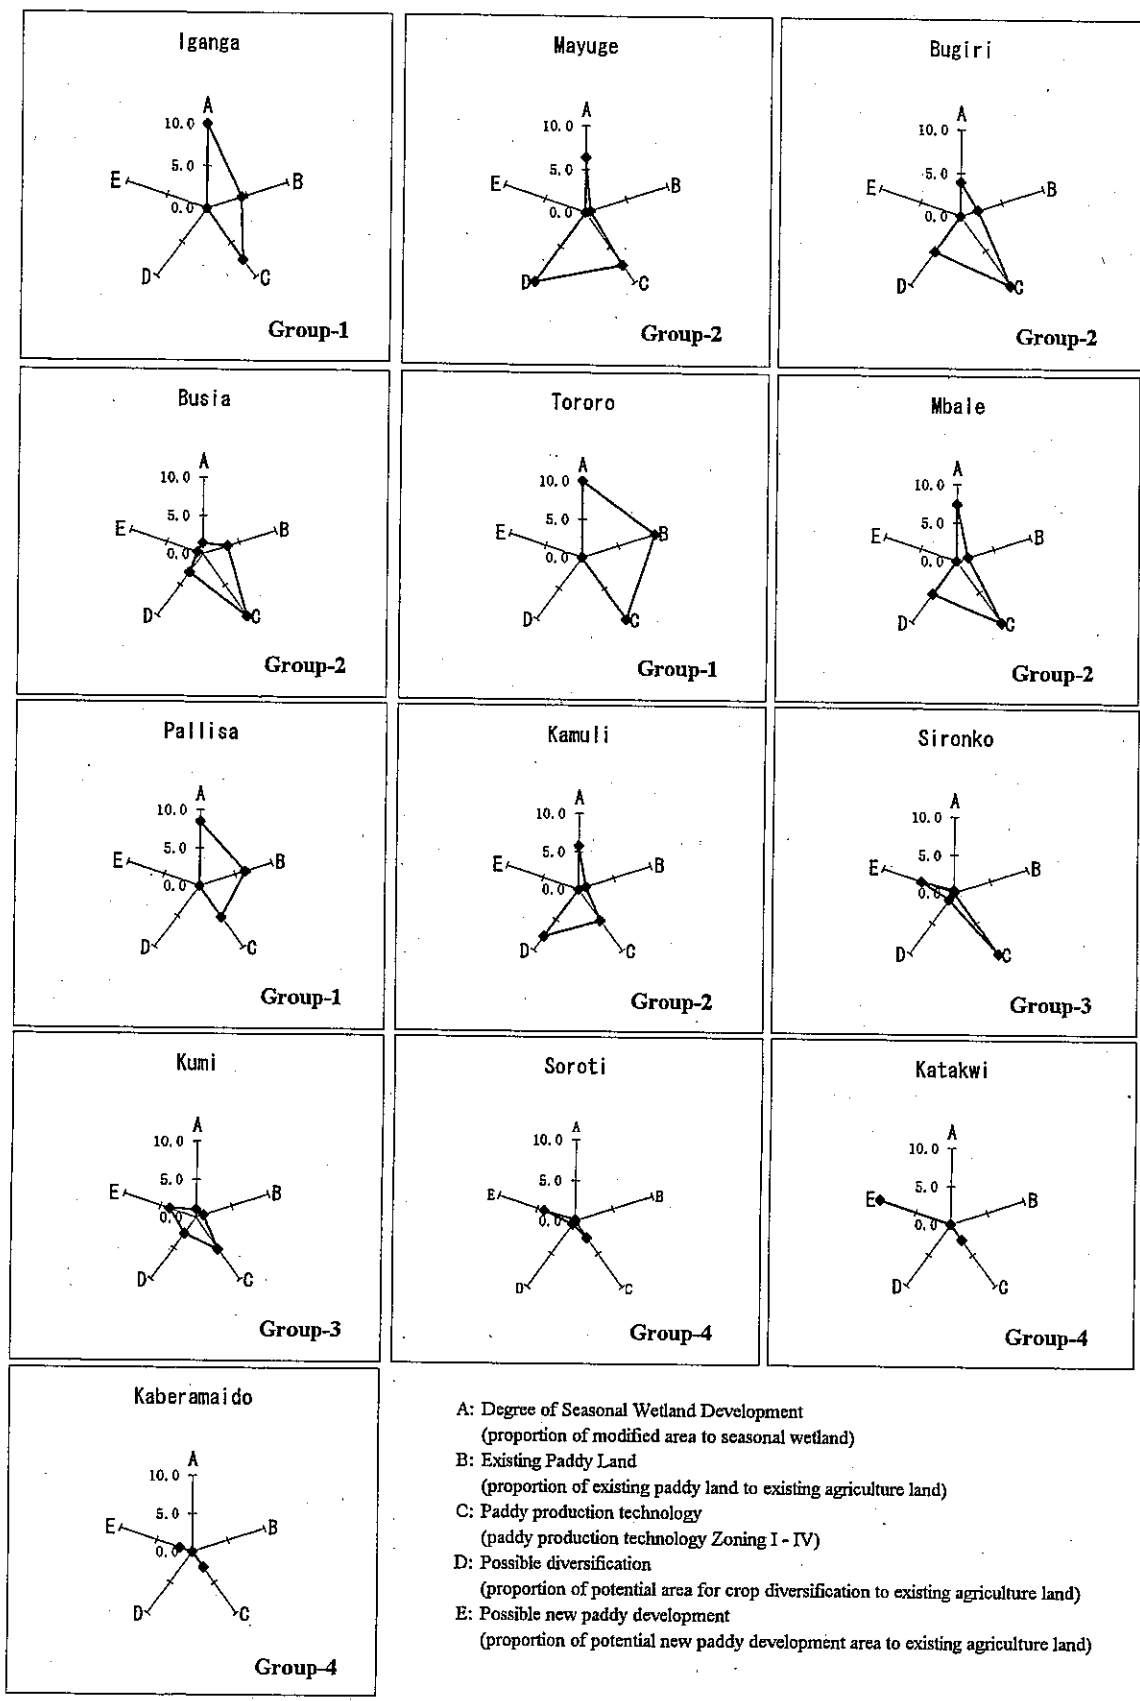 Iganga
A
10.0
5.0
0.0
E
B
D
C
Group-1
Mayuge
A
10.0
5.0
0.0
E
B
D
C
Group-2
Bugiri
A
10.0
5.0
0.0
E
B
D
C
Group-2
Busia
A
10.0
5.0
0.0
E
B
D
C
Group-2
Tororo
A
10.0
5.0
0.0
E
B
D
C
Group-1
Mbale
A
10.0
5.0
0.0
E
B
D
C
Group-2
Pallisa
A
10.0
5.0
0.0
E
B
D
C
Group-1
Kamuli
A
10.0
5.0
0.0
E
B
D
C
Group-2
Sironko
A
10.0
5.0
0.0
E
B
D
C
Group-3
Kumi
A
10.0
5.0
0.0
E
B
D
C
Group-3
Soroti
A
10.0
5.0
0.0
E
B
D
C
Group-4
Katakwi
A
10.0
5.0
0.0
E
B
D
C
Group-4
Kaberamaido
A
10.0
5.0
0.0
E
B
D
C
Group-4
A: Degree of Seasonal Wetland Development
(proportion of modified area to seasonal wetland)
B: Existing Paddy Land
(proportion of existing paddy land to existing agriculture land)
C: Paddy production technology
(paddy production technology Zoning I - IV)
D: Possible diversification
(proportion of potential area for crop diversification to existing agriculture land)
E: Possible new paddy development
(proportion of potential new paddy development area to existing agriculture land)